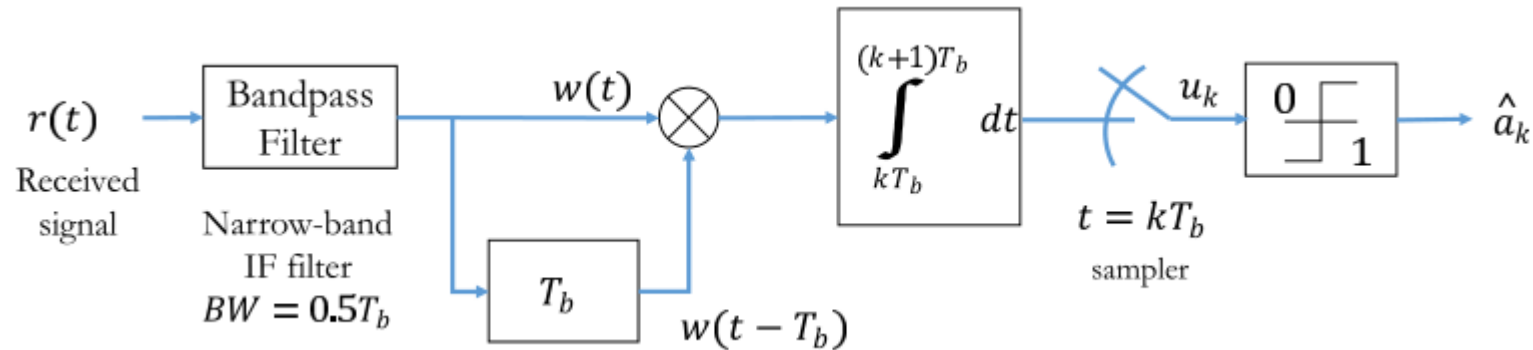 r(t)
Received
signal
Bandpass
Filter
Narrow-band
IF filter
BW = 0.5T_b
w(t)
T_b
w(t − T_b)
(k+1)T_b
∫ dt
kT_b
t = kT_b
sampler
u_k
0
1
â_k